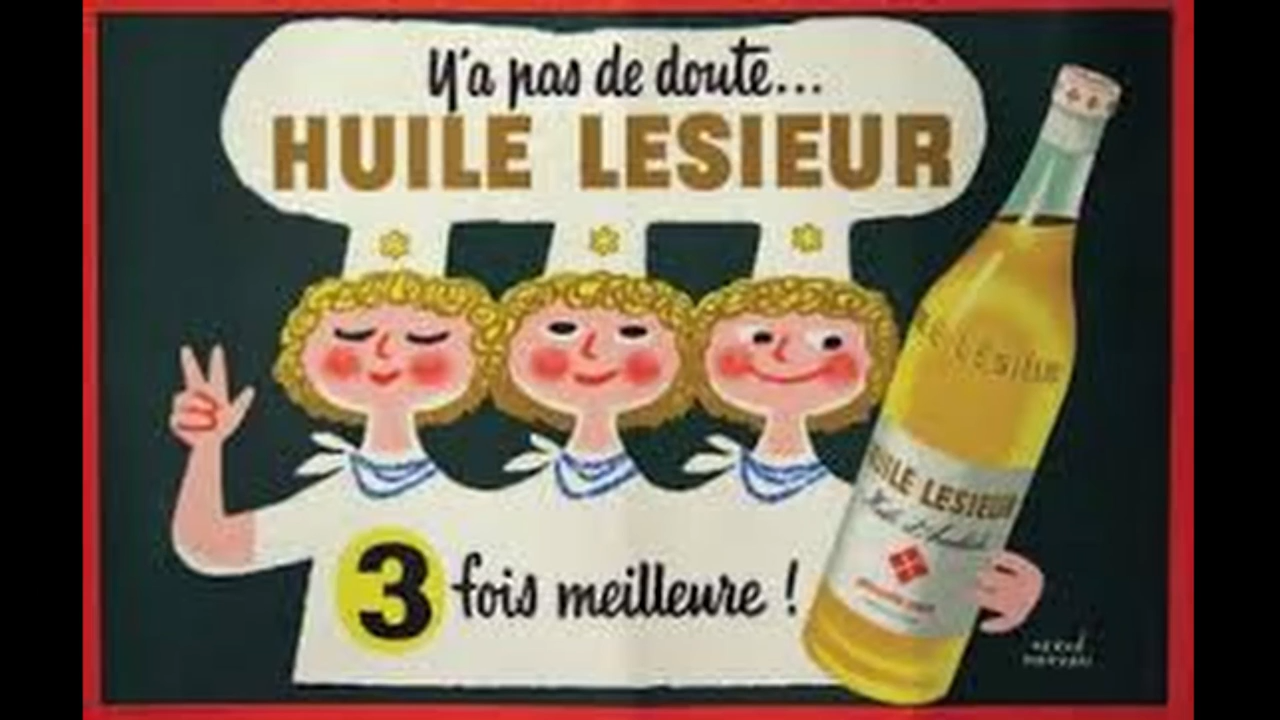 Y'a pas de doute...
HUILE LESIEUR
LESIEUR
HUILE LESIEUR
3 fois meilleure !